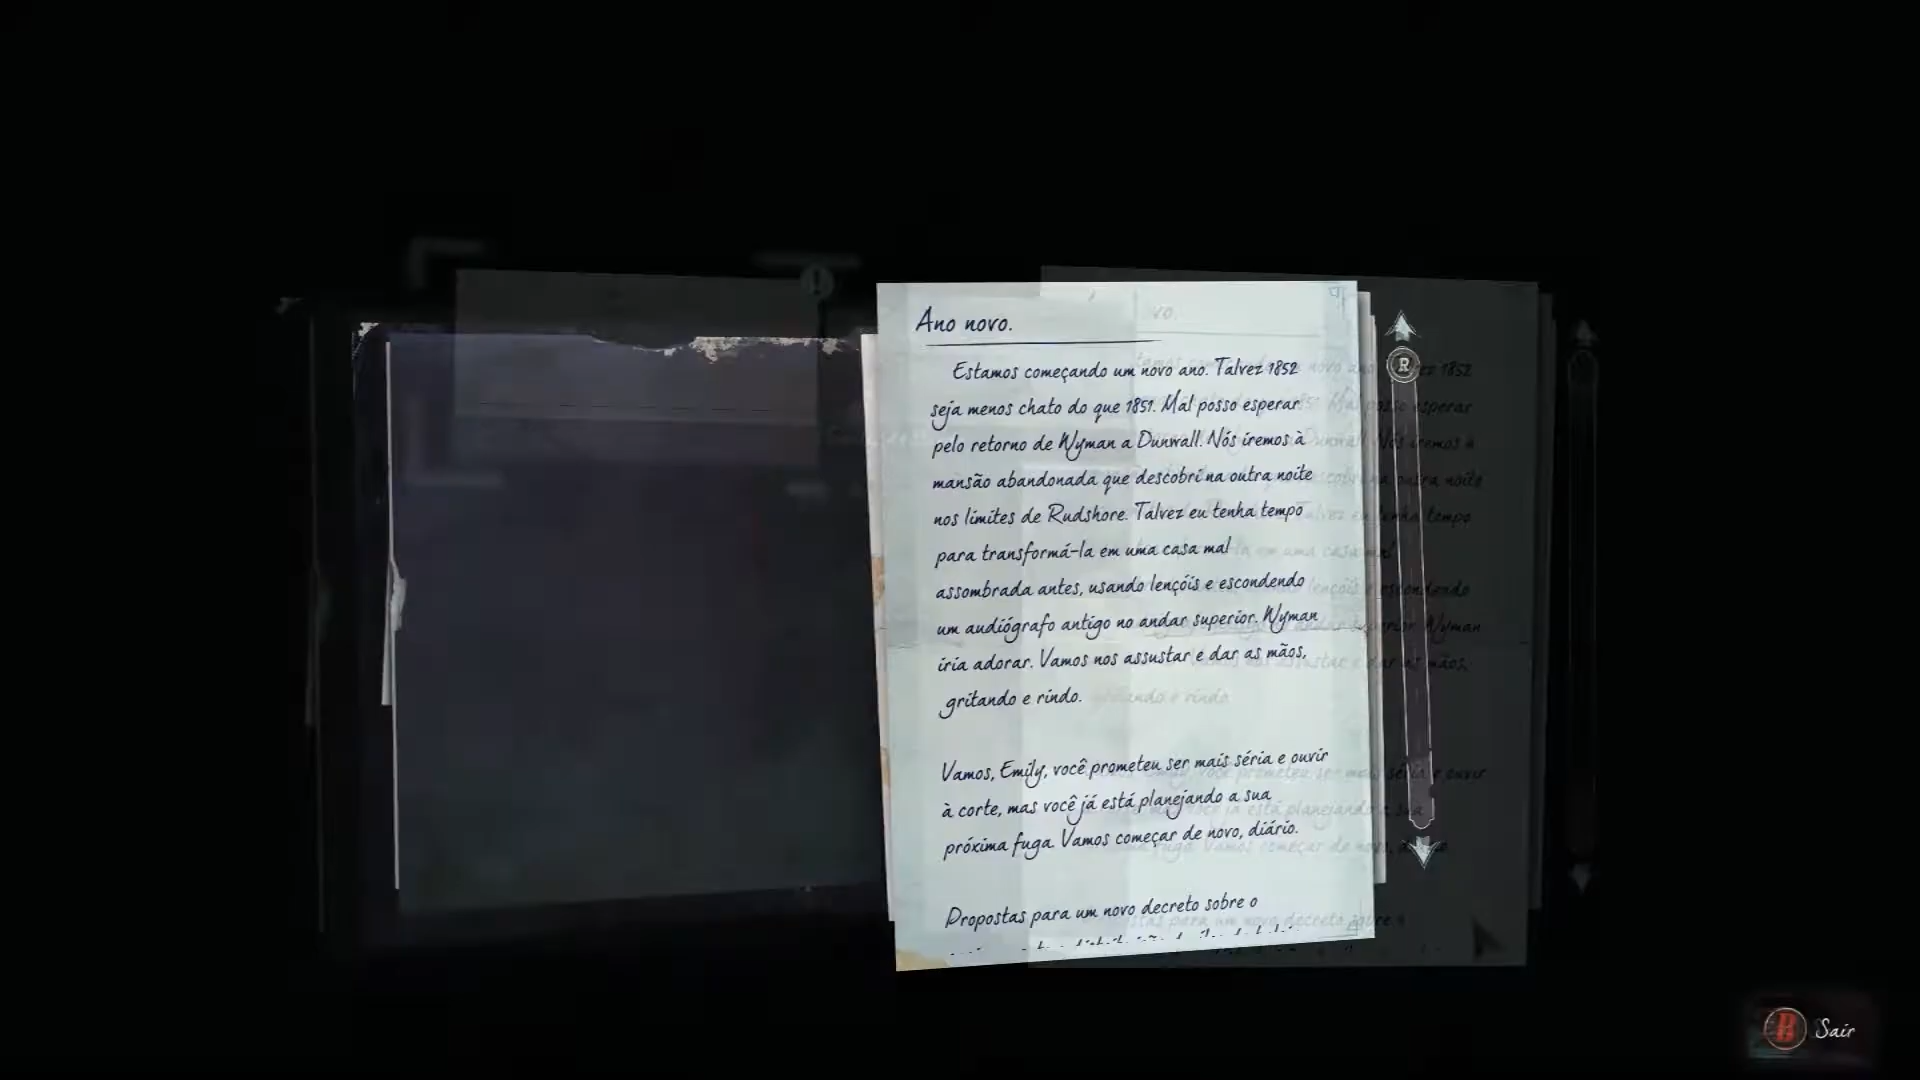 Ano novo.
Estamos começando um novo ano. Talvez 1852
seja menos chato do que 1851. Mal posso esperar
pelo retorno de Wyman a Dunwall. Nós iremos à
mansão abandonada que descobri na outra noite
nos limites de Rudshore. Talvez eu tenha tempo
para transformá-la em uma casa mal
assombrada antes, usando lençóis e escondendo
um audiógrafo antigo no andar superior. Wyman
iria adorar. Vamos nos assustar e dar as mãos,
gritando e rindo.
Vamos, Emily, você prometeu ser mais séria e ouvir
à corte, mas você já está planejando a sua
próxima fuga. Vamos começar de novo, diário.
Propostas para um novo decreto sobre o
R
B Sair